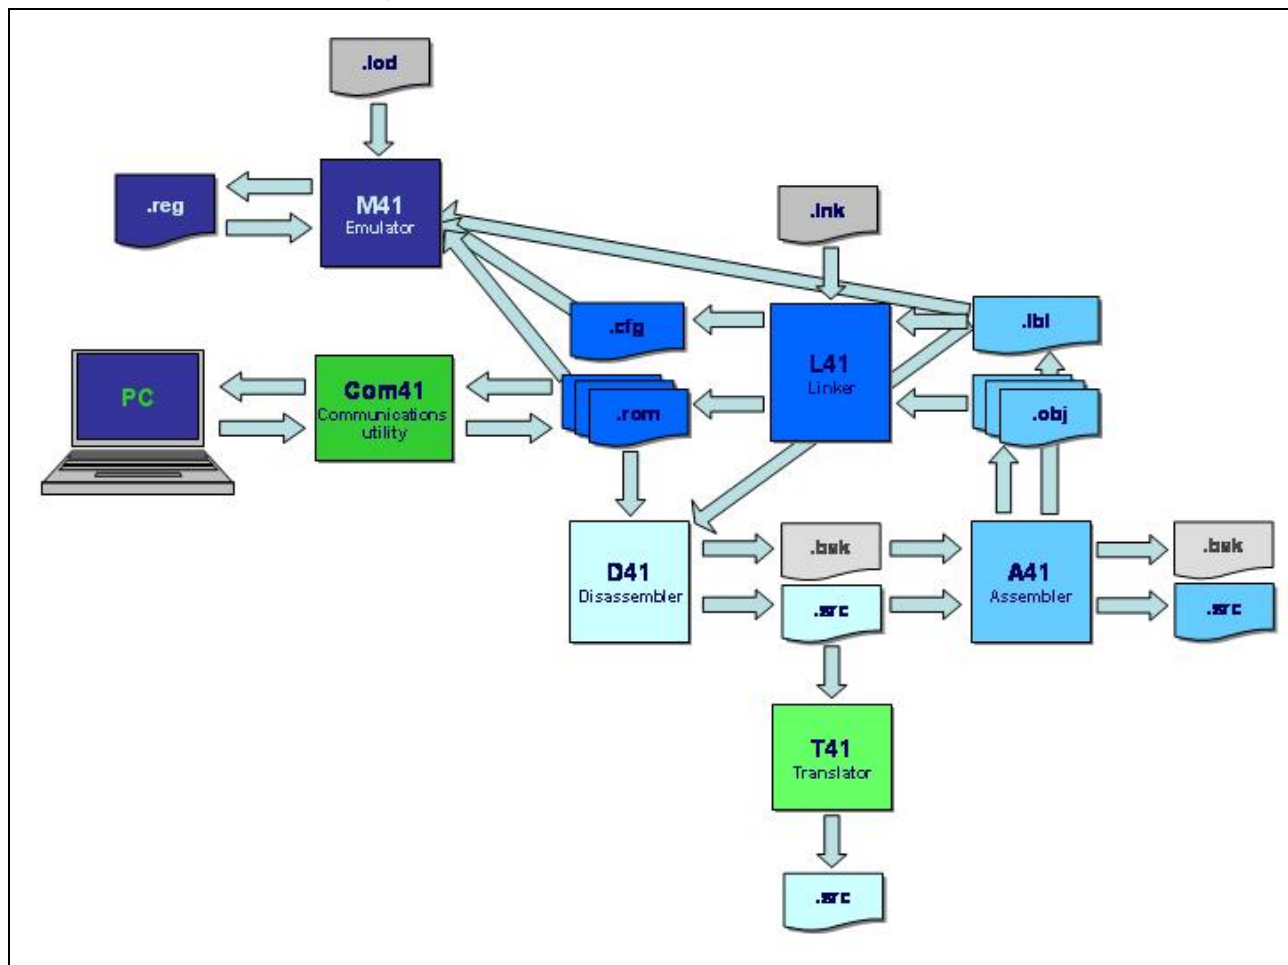 .lod
M41
Emulator
.reg
.lnk
.cfg
L41
Linker
.lbl
PC
Com41
Communications
utility
.rom
.obj
D41
Disassembler
.bak
.src
A41
Assembler
.bak
.src
T41
Translator
.src